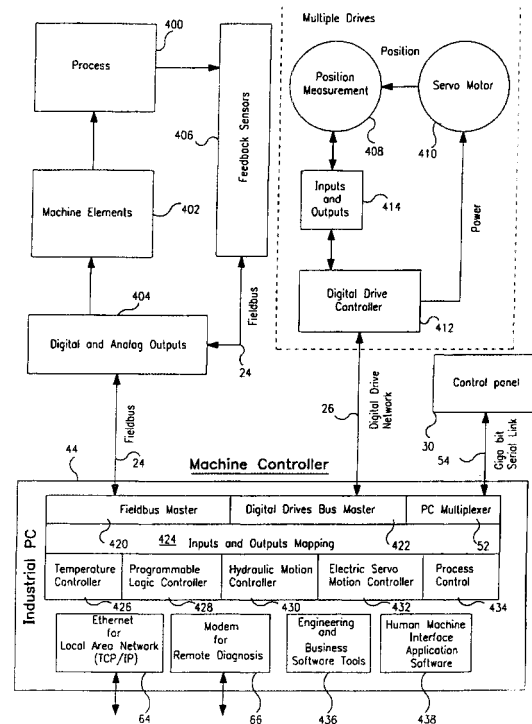 Multiple Drives
400
Process
406
Feedback Sensors
Position
Position
Measurement
Servo Motor
408
410
Machine Elements
402
Inputs
and
Outputs
414
Power
404
Digital and Analog Outputs
Fieldbus
24
Digital Drive
Controller
412
26
Digital Drive
Network
Control panel
30
54
Giga bit
Serial Link
Fieldbus
24
44
Machine Controller
Industrial PC
Fieldbus Master
Digital Drives Bus Master
PC Multiplexer
420
424
Inputs and Outputs Mapping
422
52
Temperature
Controller
Programmable
Logic Controller
Hydraulic Motion
Controller
Electric Servo
Motion Controller
Process
Control
426
428
430
432
434
Ethernet
for
Local Area Network
(TCP/IP)
Modem
for
Remote Diagnosis
Engineering
and
Business
Software Tools
Human Machine
Interface
Application
Software
64
66
436
438